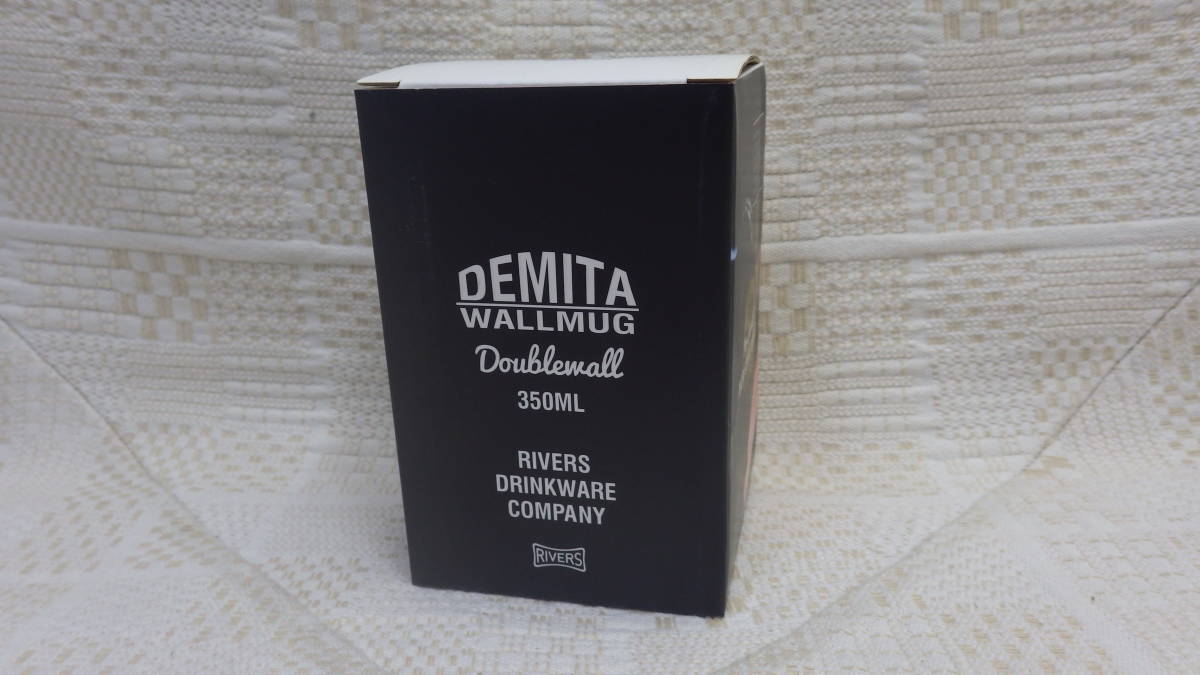 DEMITA
WALLMUG
Doublewall
350ML
RIVERS
DRINKWARE
COMPANY
RIVERS